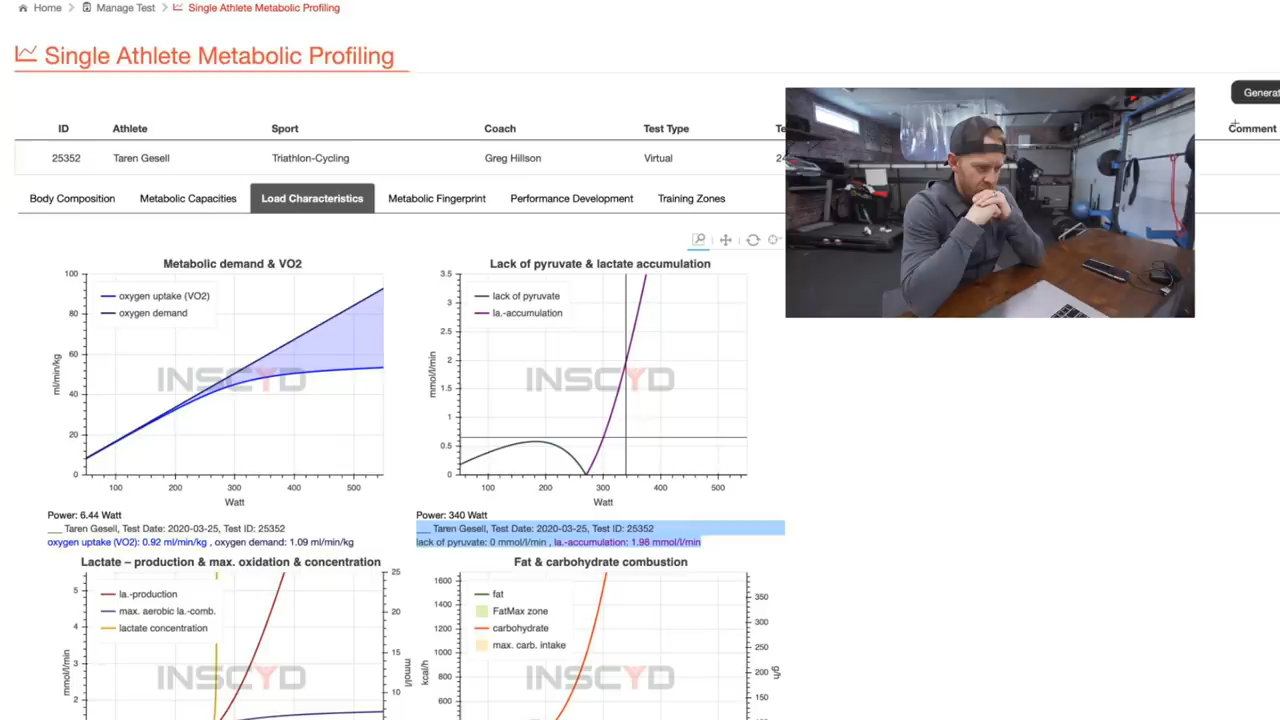 Home
Manage Test
Single Athlete Metabolic Profiling
Single Athlete Metabolic Profiling
Generat
ID Athlete Sport Coach Test Type Te Comment
25352 Taren Gesell Triathlon-Cycling Greg Hillson Virtual 24
Body Composition Metabolic Capacities Load Characteristics Metabolic Fingerprint Performance Development Training Zones
Metabolic demand & VO2
oxygen uptake (VO2)
oxygen demand
INSCYD
ml/min/kg
100
80
60
40
20
0
100 200 300 400 500
Watt
Power: 6.44 Watt
___ Taren Gesell, Test Date: 2020-03-25, Test ID: 25352
oxygen uptake (VO2): 0.92 ml/min/kg , oxygen demand: 1.09 ml/min/kg
Lack of pyruvate & lactate accumulation
lack of pyruvate
la.-accumulation
INSCYD
mmol/l/min
3.5
3
2.5
2
1.5
1
0.5
0
100 200 300 400 500
Watt
Power: 340 Watt
___ Taren Gesell, Test Date: 2020-03-25, Test ID: 25352
lack of pyruvate: 0 mmol/l/min , la.-accumulation: 1.98 mmol/l/min
Lactate – production & max. oxidation & concentration
la.-production
max. aerobic la.-comb.
lactate concentration
INSCYD
mmol/l/min
5
4
3
2
25
20
15
10
mmol/l
Fat & carbohydrate combustion
fat
FatMax zone
carbohydrate
max. carb. intake
INSCYD
kcal/h
1600
1400
1200
1000
800
600
350
300
250
200
150
g/h